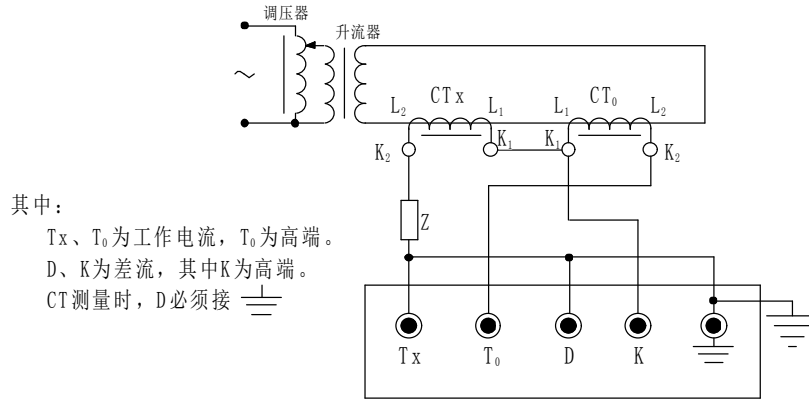 调压器
升流器
~
L₂ CTx L₁ L₁ CT₀ L₂
K₂ K₁ K₁ K₂
Z
其中:
Tx、T₀为工作电流,T₀为高端。
D、K为差流,其中K为高端。
CT测量时,D必须接
Tx T₀ D K